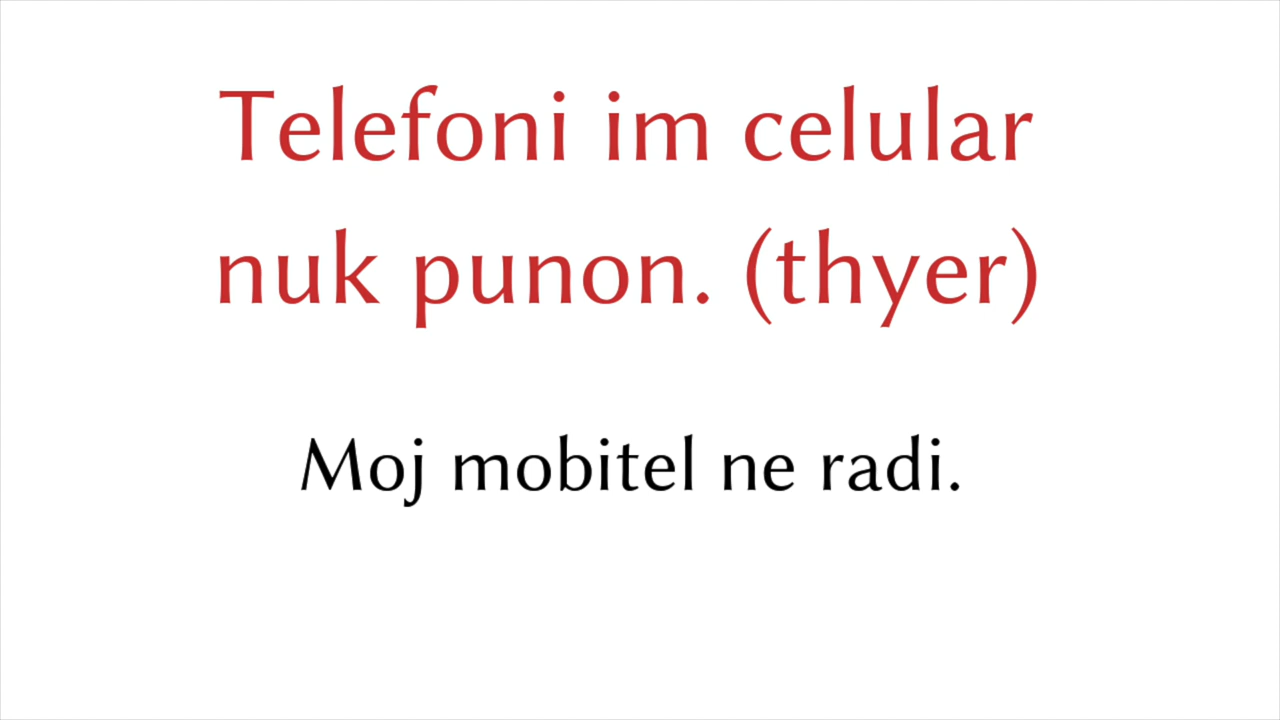 Telefoni im celular
nuk punon. (thyer)
Moj mobitel ne radi.